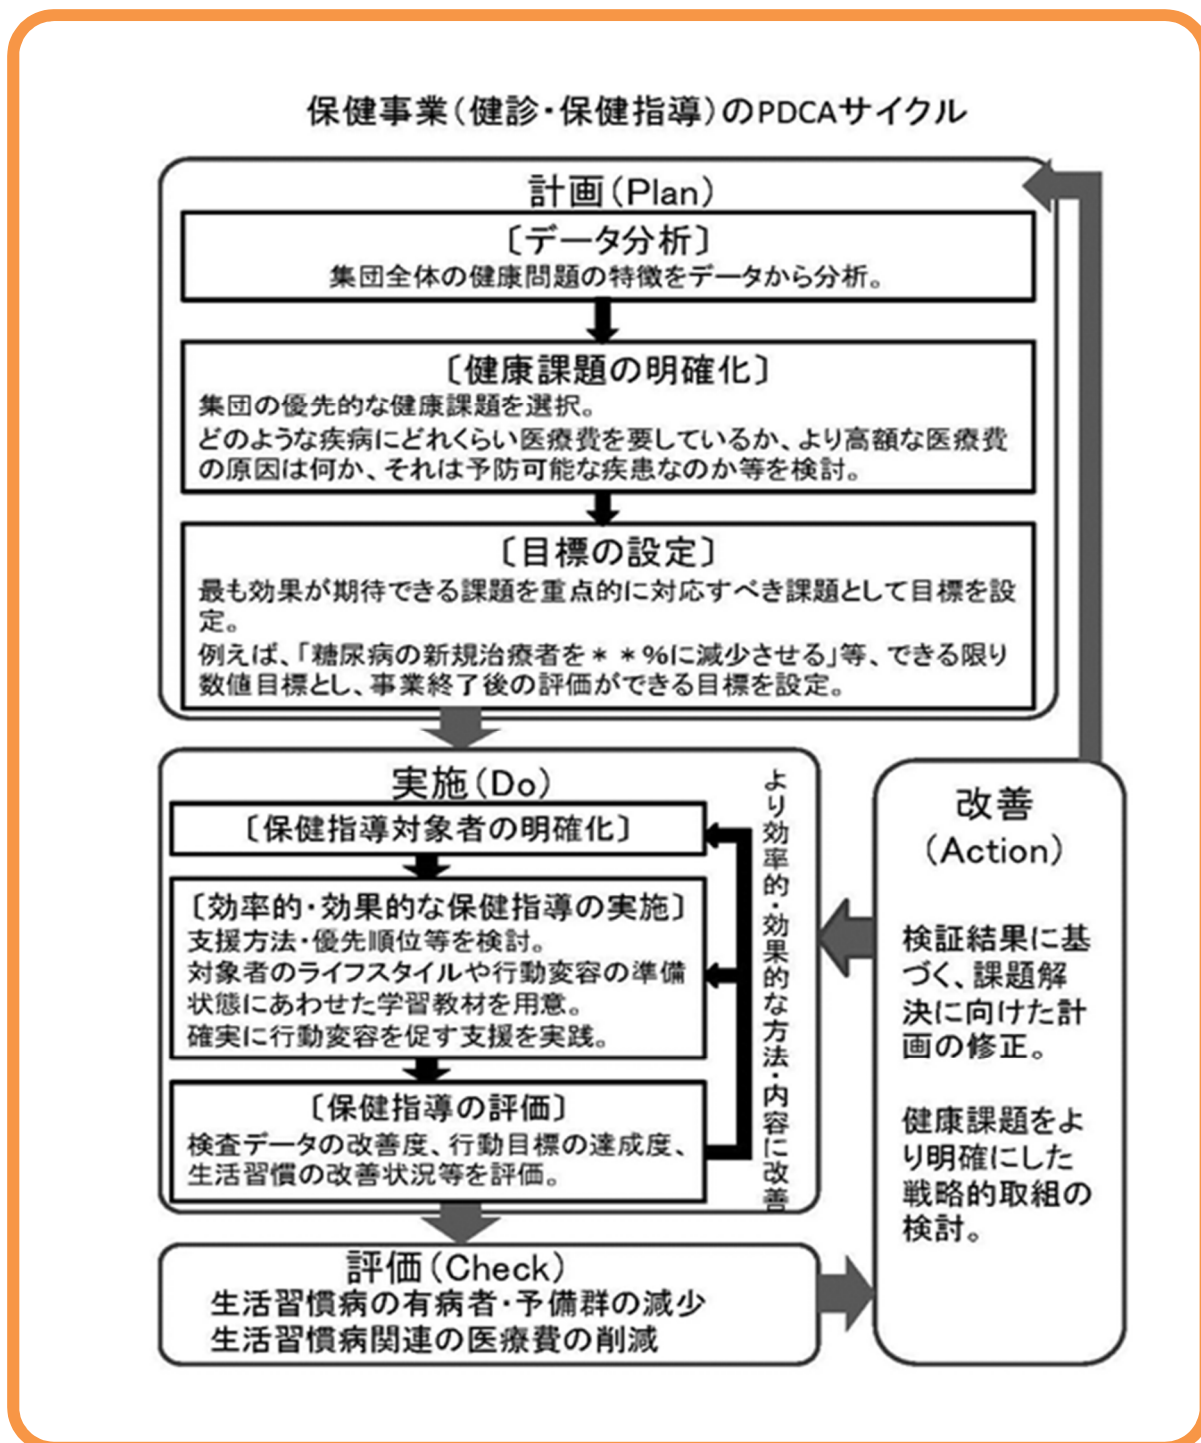 保健事業(健診・保健指導)のPDCAサイクル
計画(Plan)
〔データ分析〕
集団全体の健康問題の特徴をデータから分析。
〔健康課題の明確化〕
集団の優先的な健康課題を選択。
どのような疾病にどれくらい医療費を要しているか、より高額な医療費
の原因は何か、それは予防可能な疾患なのか等を検討。
〔目標の設定〕
最も効果が期待できる課題を重点的に対応すべき課題として目標を設
定。
例えば、「糖尿病の新規治療者を＊＊%に減少させる」等、できる限り
数値目標とし、事業終了後の評価ができる目標を設定。
実施(Do)
〔保健指導対象者の明確化〕
〔効率的・効果的な保健指導の実施〕
支援方法・優先順位等を検討。
対象者のライフスタイルや行動変容の準備
状態にあわせた学習教材を用意。
確実に行動変容を促す支援を実践。
〔保健指導の評価〕
検査データの改善度、行動目標の達成度、
生活習慣の改善状況等を評価。
より効率的・効果的な方法・内容に改善
評価(Check)
生活習慣病の有病者・予備群の減少
生活習慣病関連の医療費の削減
改善
(Action)
検証結果に基
づく、課題解
決に向けた計
画の修正。
健康課題をよ
り明確にした
戦略的取組の
検討。